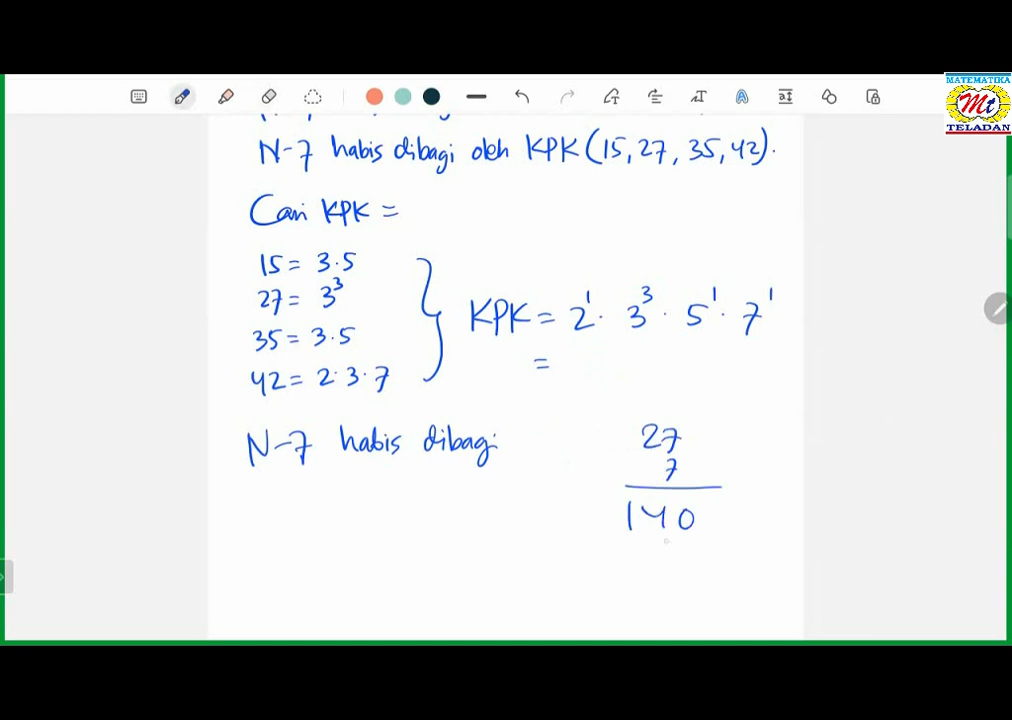 MATEMATIKA
Mt
TELADAN
N-7 habis dibagi oleh KPK (15, 27, 35, 42).
Cari KPK =
15 = 3.5
27 = 3³
35 = 3.5
42 = 2.3.7
KPK = 2¹. 3³. 5¹. 7¹
=
N-7 habis dibagi
27
7
140